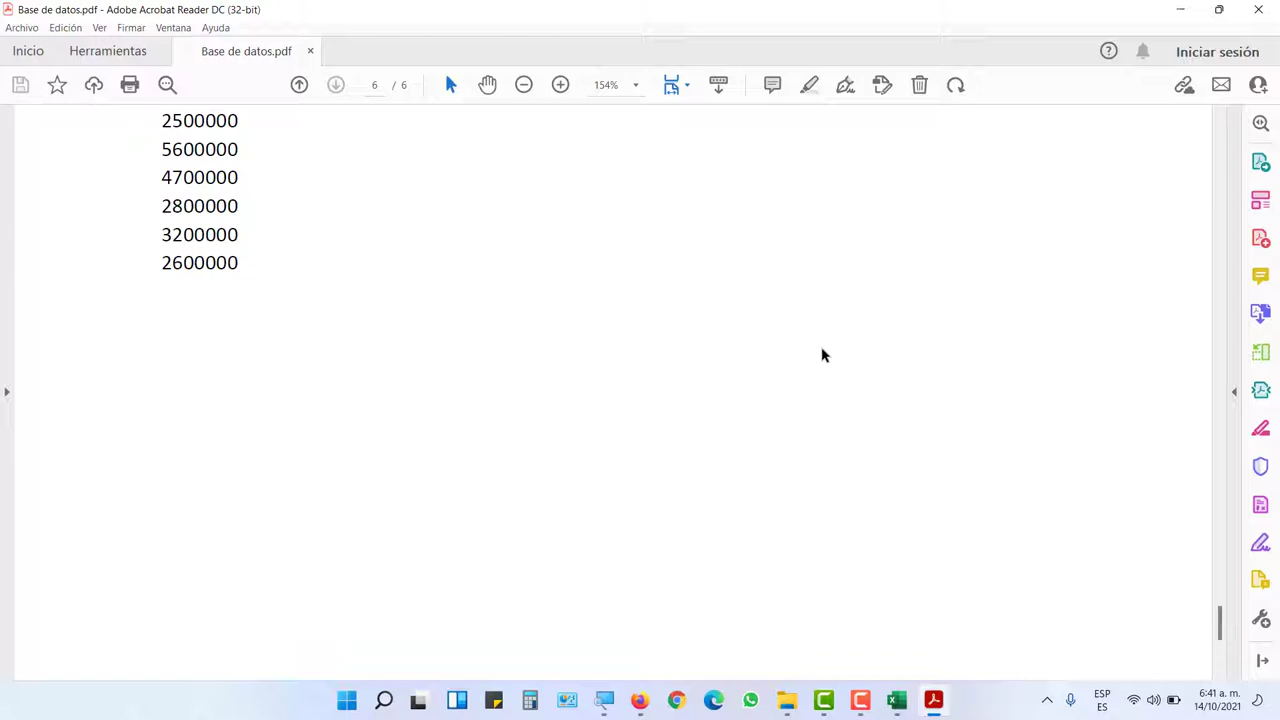 Base de datos.pdf - Adobe Acrobat Reader DC (32-bit)
Archivo Edición Ver Firmar Ventana Ayuda
Inicio Herramientas Base de datos.pdf × Iniciar sesión
6 / 6 154%
2500000
5600000
4700000
2800000
3200000
2600000
ESP
ES
6:41 a. m.
14/10/2021